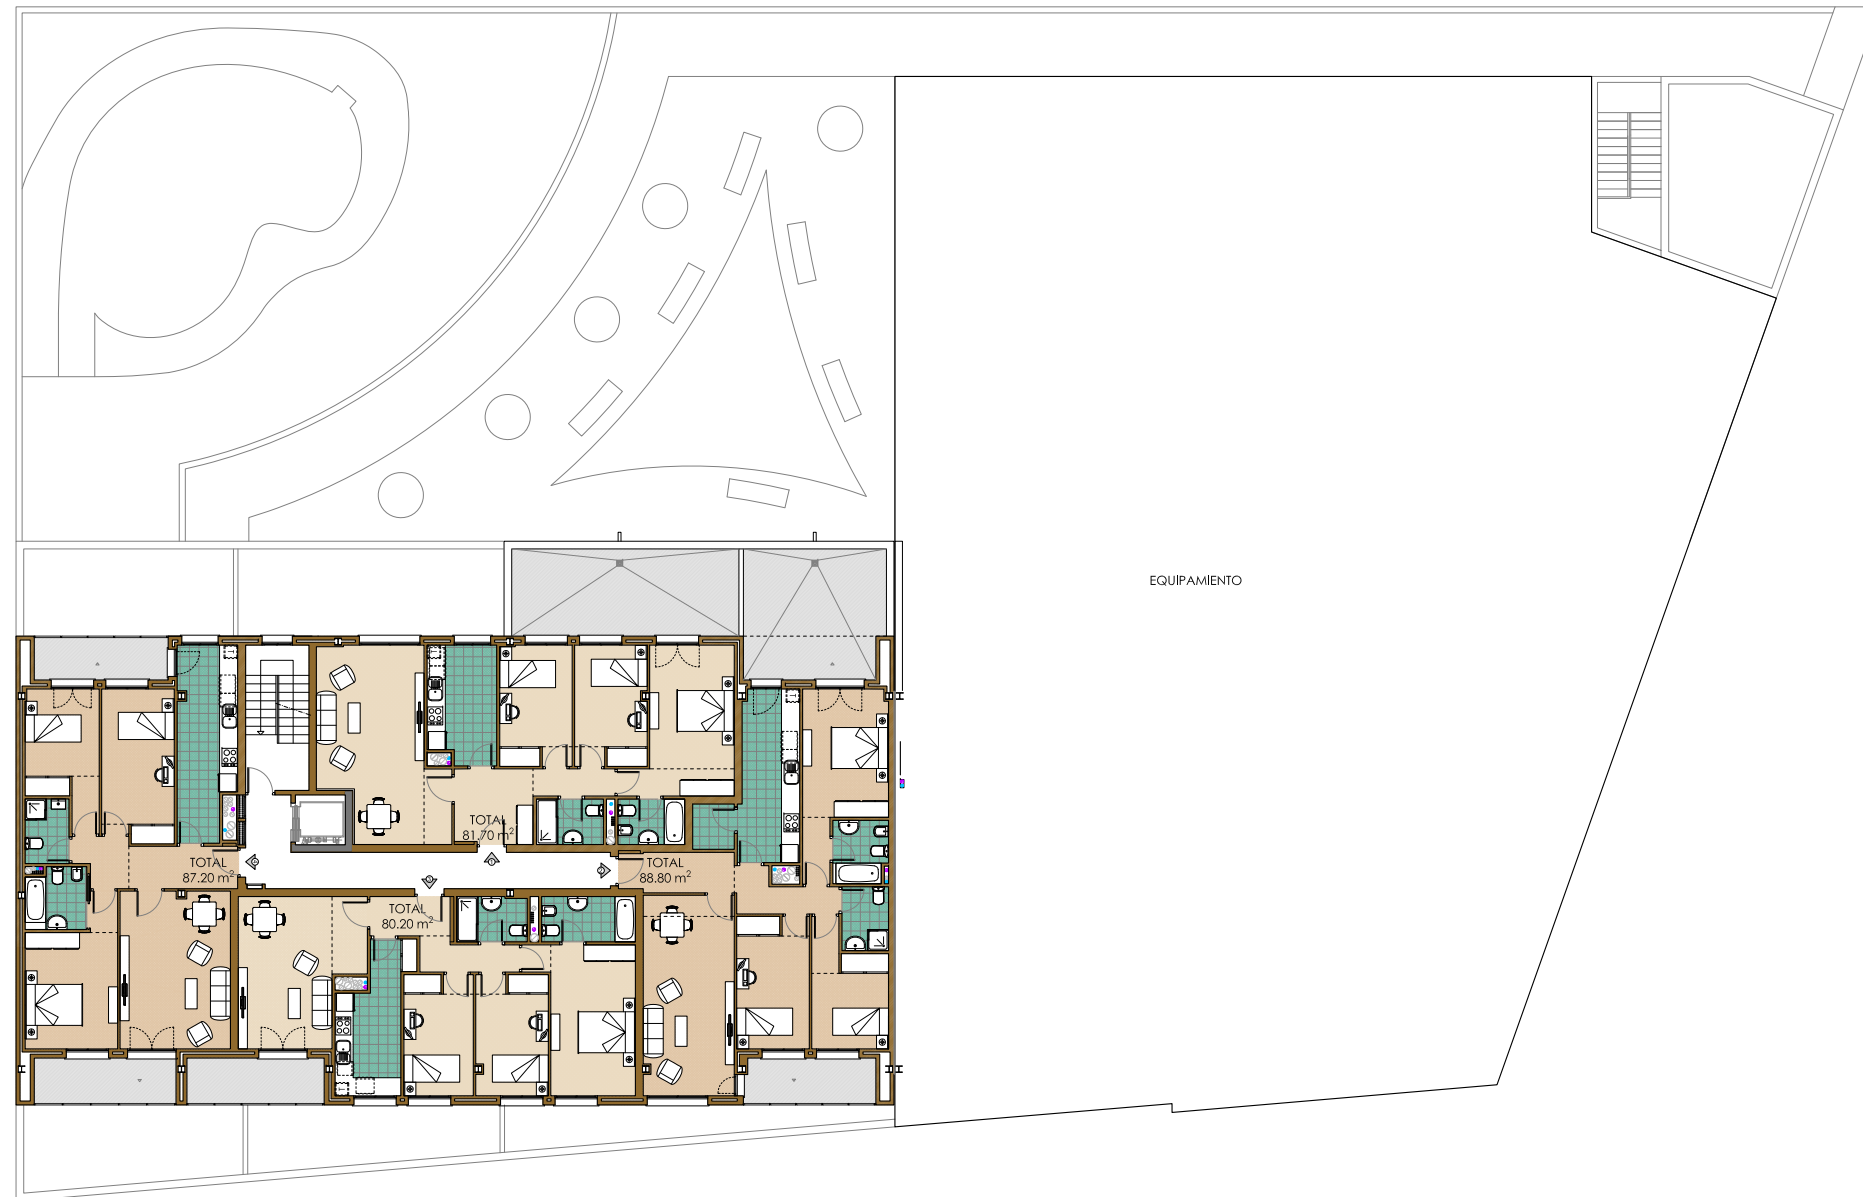 EQUIPAMIENTO
TOTAL
81.70 m²
TOTAL
87.20 m²
TOTAL
88.80 m²
TOTAL
80.20 m²